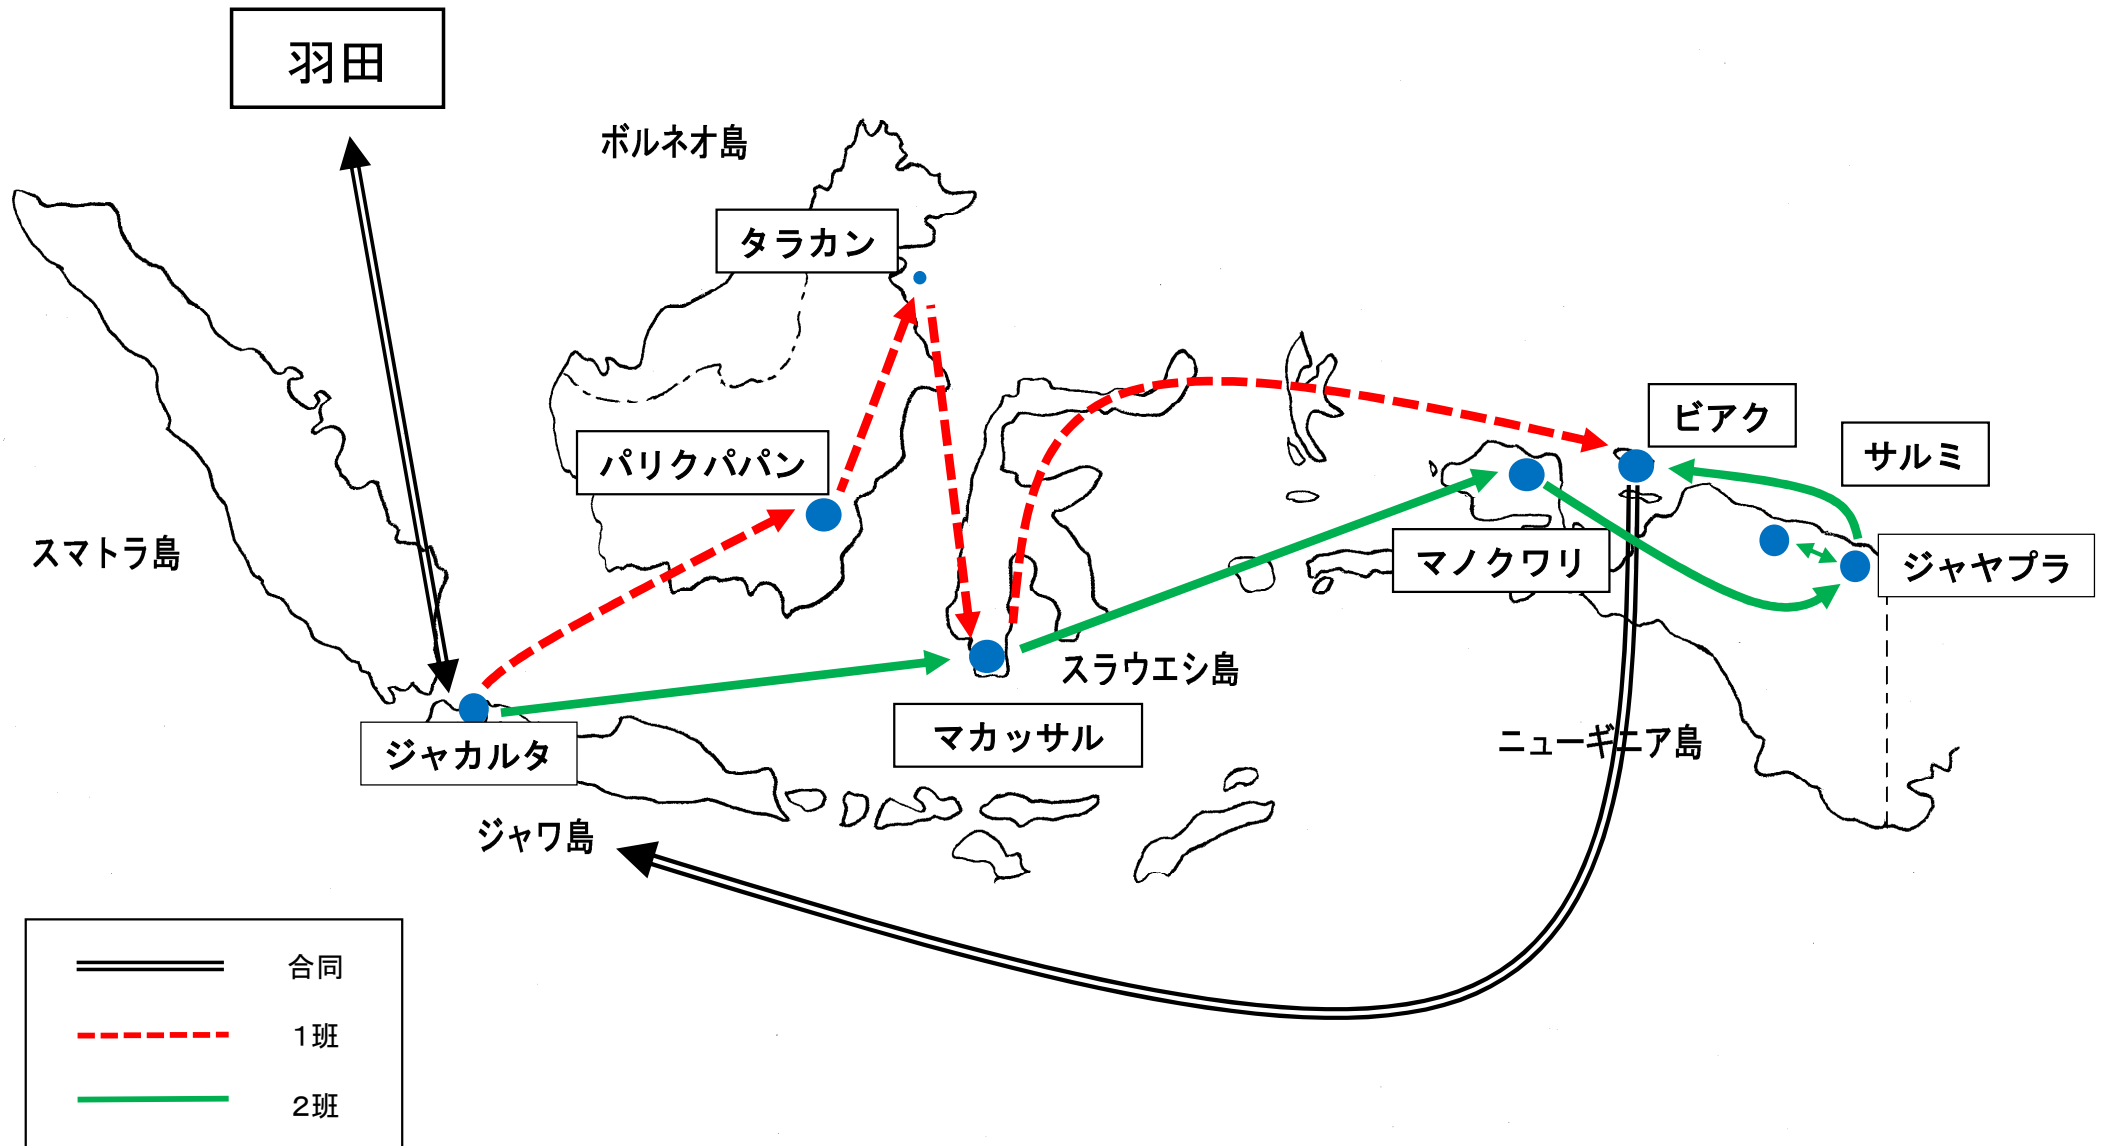 羽田
ボルネオ島
タラカン
ビアク
サルミ
パリクパパン
スマトラ島
マノクワリ
ジャヤプラ
スラウエシ島
マカッサル
ニューギニア島
ジャカルタ
ジャワ島
合同
1班
2班